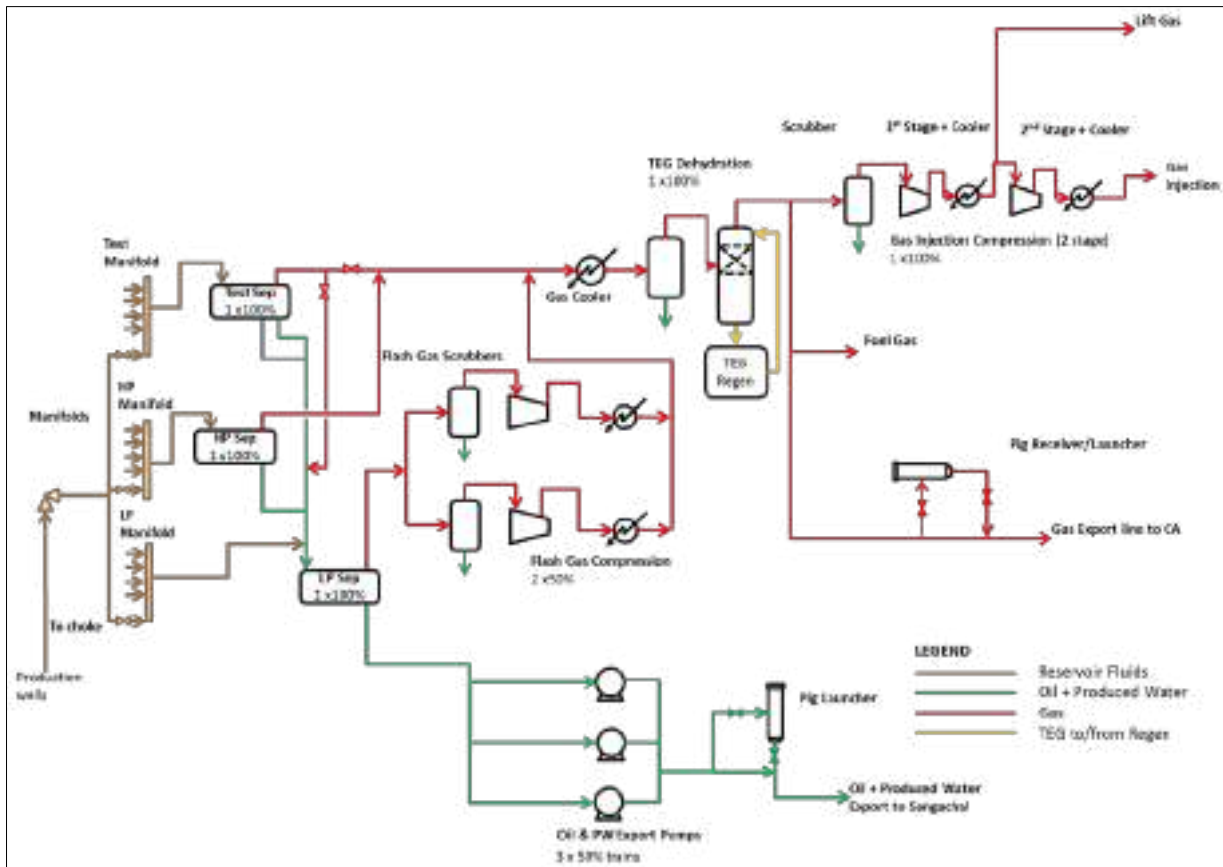 Lift Gas
Scrubber
1st Stage + Cooler
2nd Stage + Cooler
TEG Dehydration
1 x100%
Gas
Injection
Gas Injection Compression (2 stage)
1 x100%
Test
Manifold
Test Sep
1 x100%
Gas Cooler
Fuel Gas
Flash Gas Scrubbers
TEG
Regen
HP
Manifold
Manifolds
HP Sep
1 x100%
Pig Receiver/Launcher
LP
Manifold
Gas Export line to CA
Flash Gas Compression
2 x50%
LP Sep
1 x100%
To choke
Production
wells
LEGEND
Reservoir Fluids
Oil + Produced Water
Gas
TEG to/from Regen
Pig Launcher
Oil + Produced Water
Export to Sangachal
Oil & PW Export Pumps
3 x 50% trains